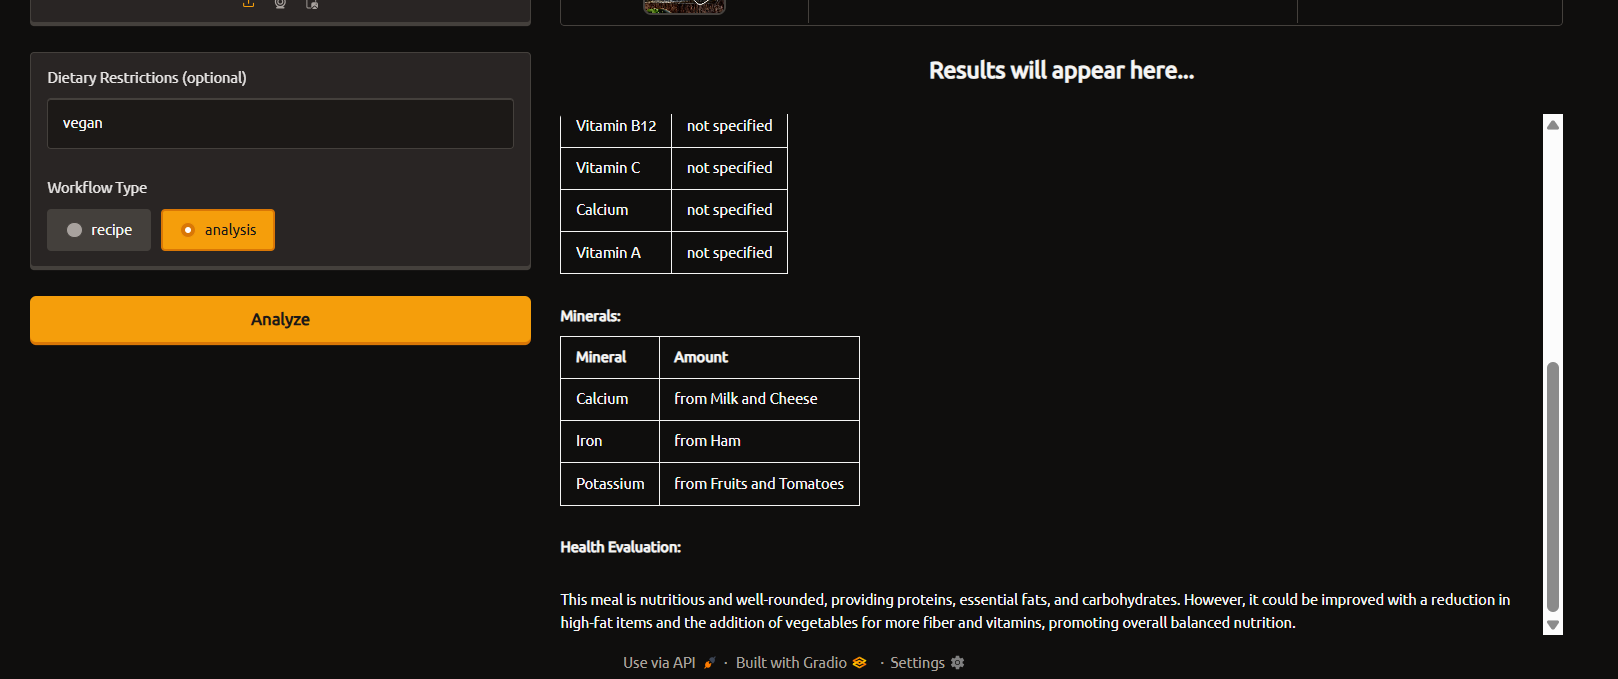 Dietary Restrictions (optional)
vegan
Workflow Type
recipe
analysis
Analyze
Results will appear here...
Vitamin B12 not specified
Vitamin C not specified
Calcium not specified
Vitamin A not specified
Minerals:
Mineral Amount
Calcium from Milk and Cheese
Iron from Ham
Potassium from Fruits and Tomatoes
Health Evaluation:
This meal is nutritious and well-rounded, providing proteins, essential fats, and carbohydrates. However, it could be improved with a reduction in
high-fat items and the addition of vegetables for more fiber and vitamins, promoting overall balanced nutrition.
Use via API · Built with Gradio · Settings